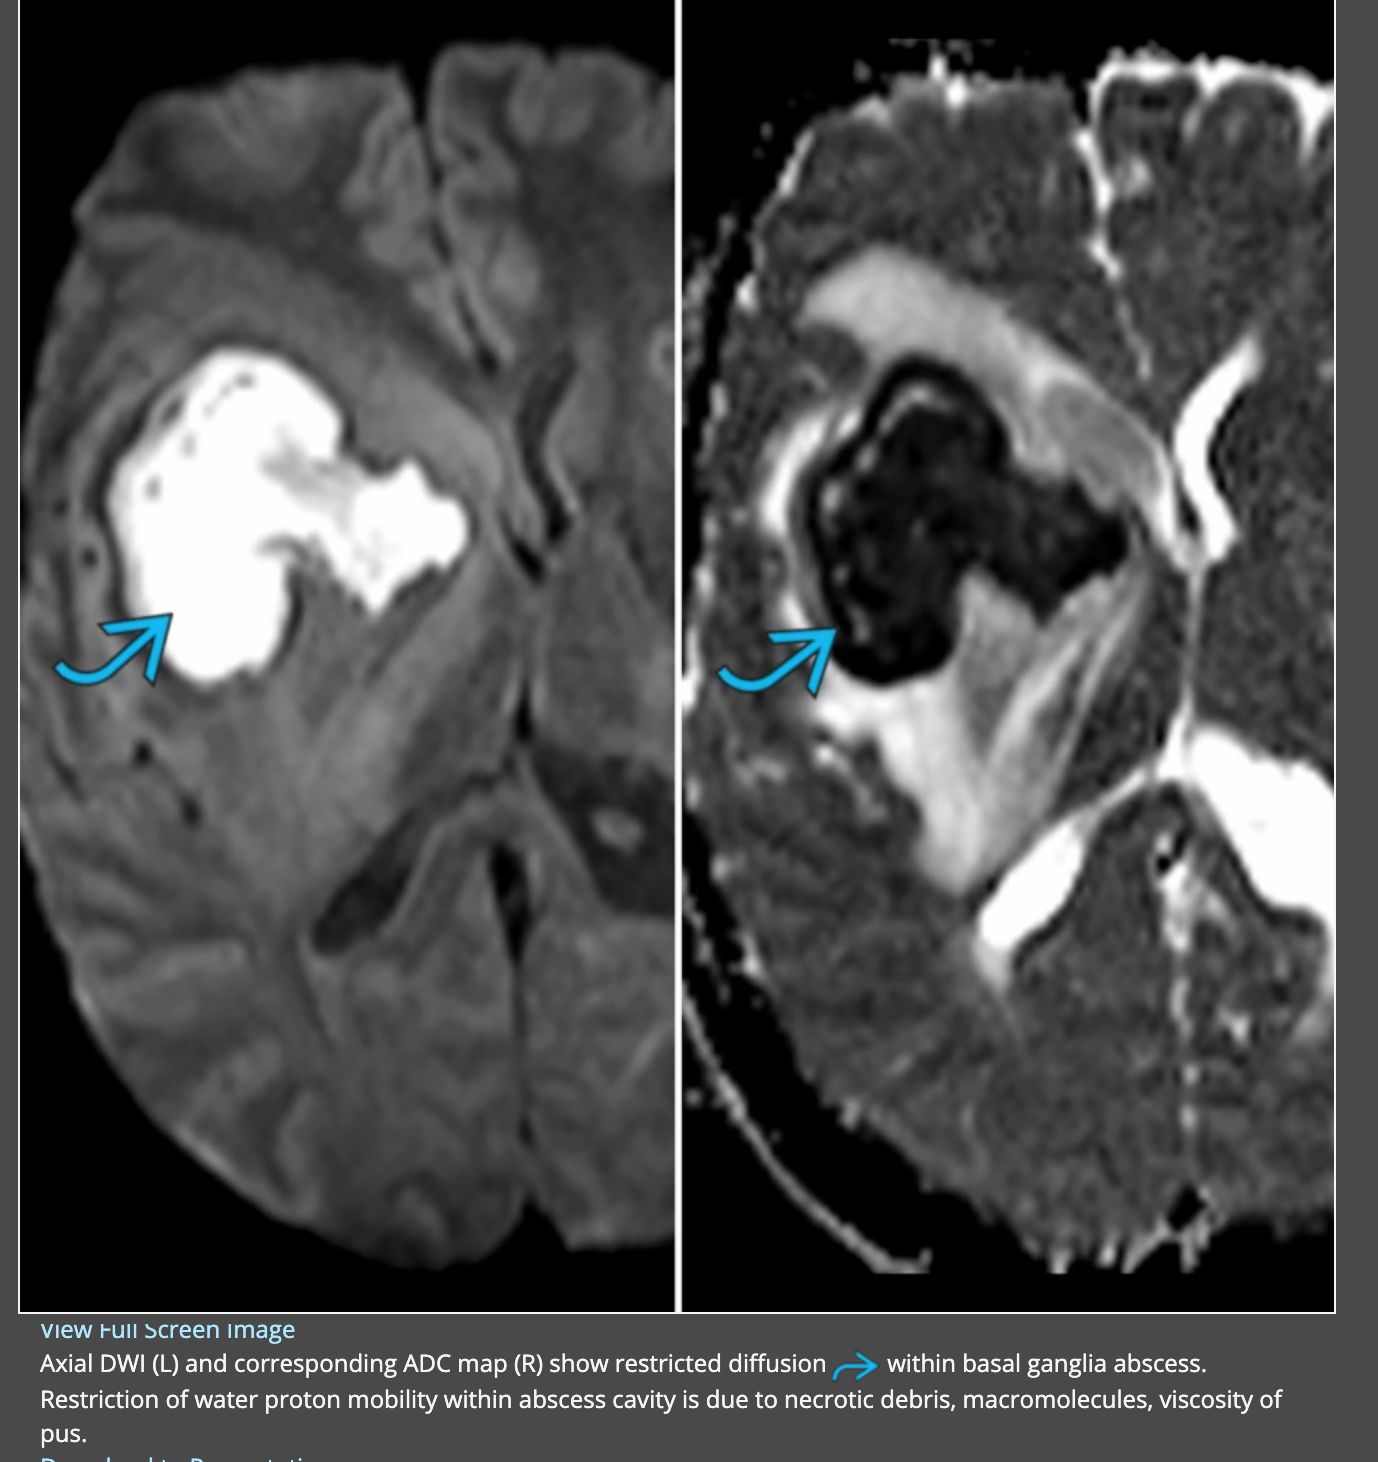 View Full Screen Image
Axial DWI (L) and corresponding ADC map (R) show restricted diffusion within basal ganglia abscess.
Restriction of water proton mobility within abscess cavity is due to necrotic debris, macromolecules, viscosity of
pus.